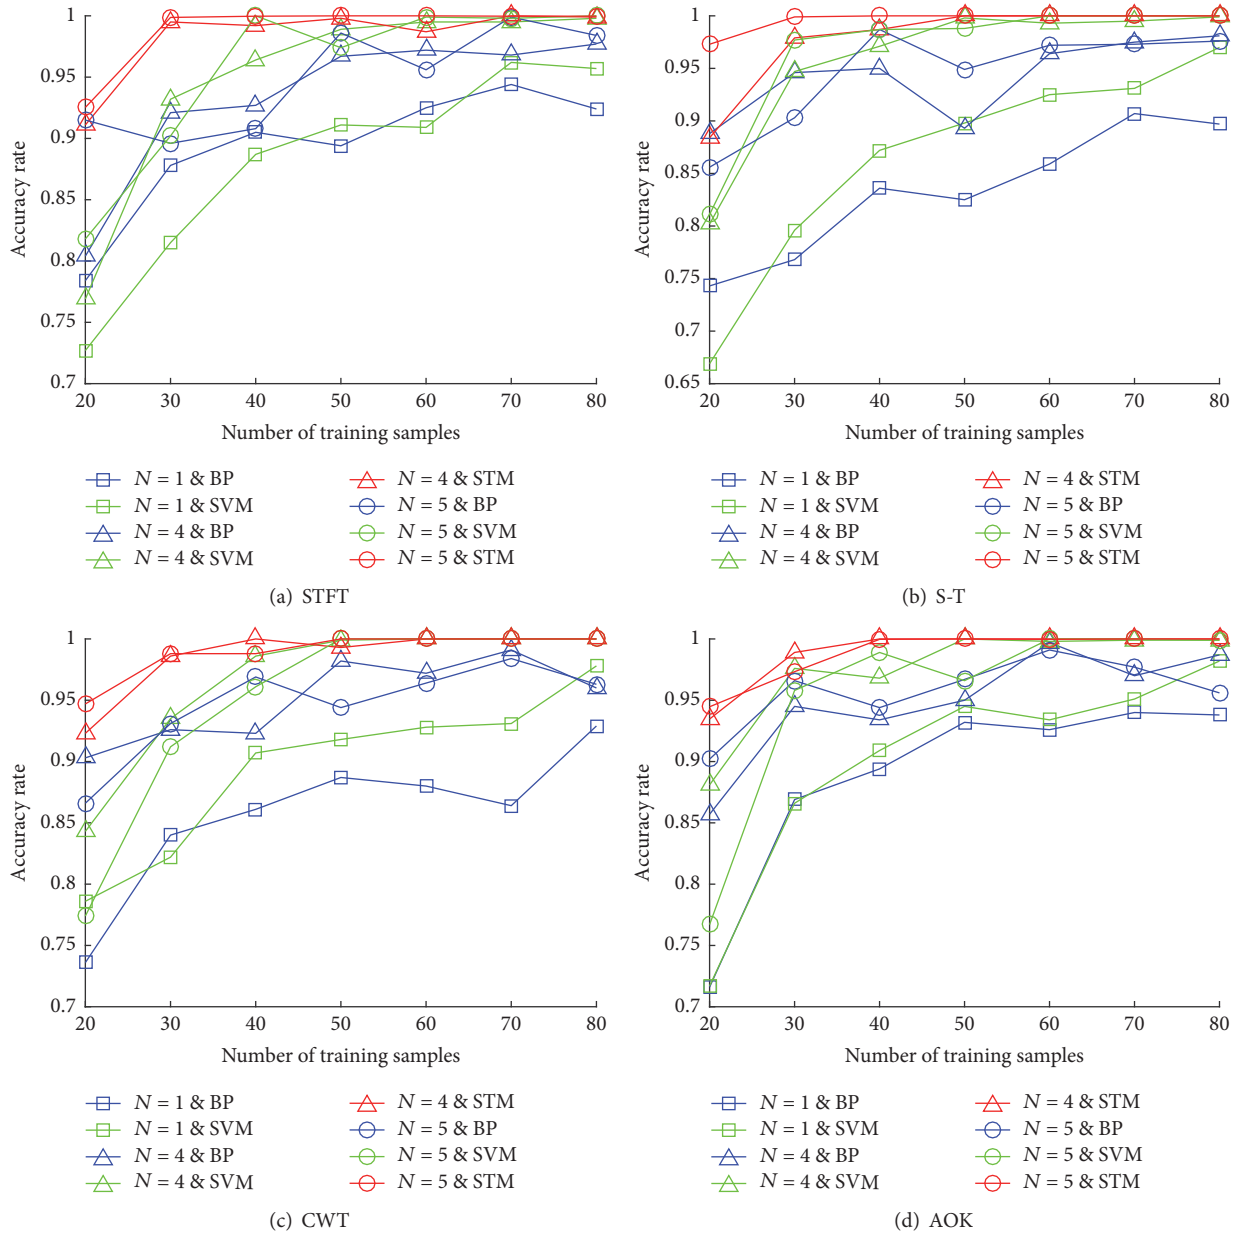 1
0.95
0.9
0.85
0.8
0.75
0.7
Accuracy rate
20 30 40 50 60 70 80
Number of training samples
N = 1 & BP
N = 1 & SVM
N = 4 & BP
N = 4 & SVM
N = 4 & STM
N = 5 & BP
N = 5 & SVM
N = 5 & STM
(a) STFT
1
0.95
0.9
0.85
0.8
0.75
0.7
0.65
Accuracy rate
20 30 40 50 60 70 80
Number of training samples
N = 1 & BP
N = 1 & SVM
N = 4 & BP
N = 4 & SVM
N = 4 & STM
N = 5 & BP
N = 5 & SVM
N = 5 & STM
(b) S-T
1
0.95
0.9
0.85
0.8
0.75
0.7
Accuracy rate
20 30 40 50 60 70 80
Number of training samples
N = 1 & BP
N = 1 & SVM
N = 4 & BP
N = 4 & SVM
N = 4 & STM
N = 5 & BP
N = 5 & SVM
N = 5 & STM
(c) CWT
1
0.95
0.9
0.85
0.8
0.75
0.7
Accuracy rate
20 30 40 50 60 70 80
Number of training samples
N = 1 & BP
N = 1 & SVM
N = 4 & BP
N = 4 & SVM
N = 4 & STM
N = 5 & BP
N = 5 & SVM
N = 5 & STM
(d) AOK